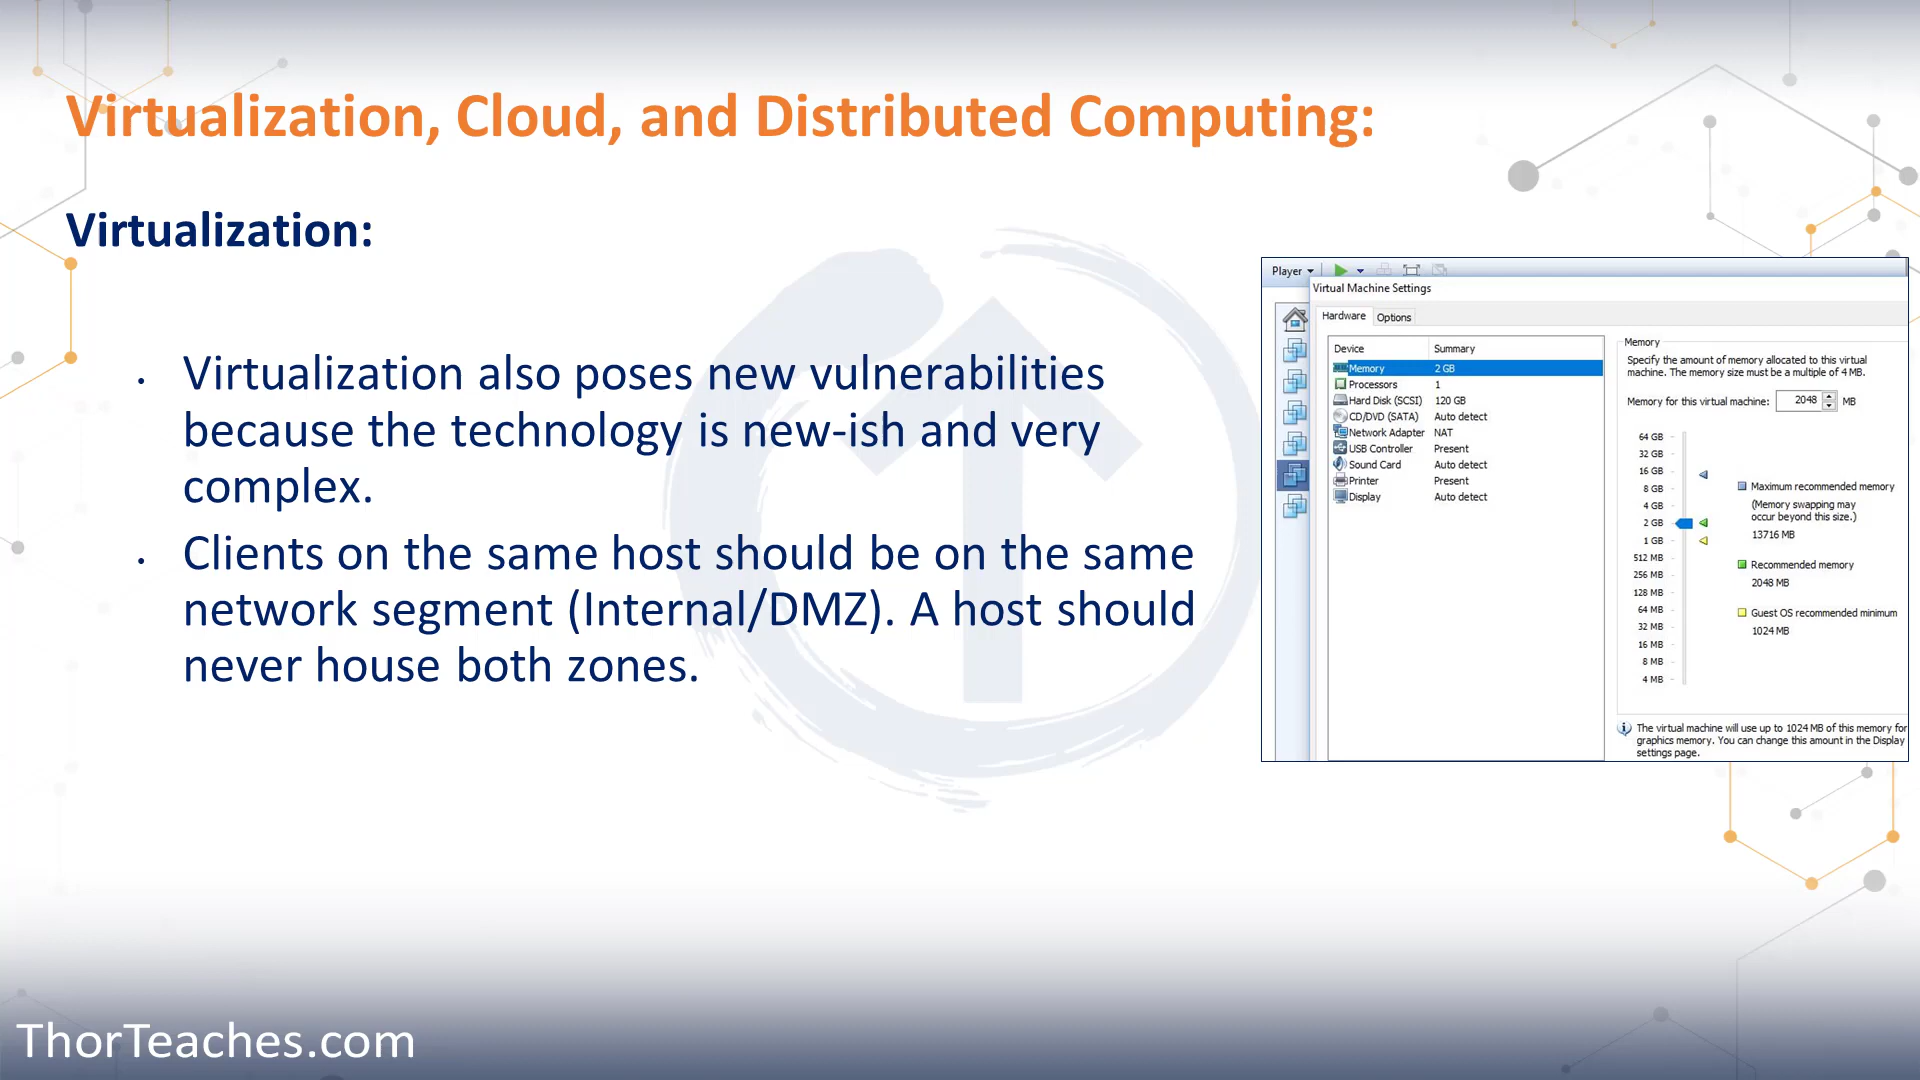 Virtualization, Cloud, and Distributed Computing:
Virtualization:
• Virtualization also poses new vulnerabilities
because the technology is new-ish and very
complex.
• Clients on the same host should be on the same
network segment (Internal/DMZ). A host should
never house both zones.
Player
Virtual Machine Settings
Hardware Options
Device Summary
Memory 2 GB
Processors 1
Hard Disk (SCSI) 120 GB
CD/DVD (SATA) Auto detect
Network Adapter NAT
USB Controller Present
Sound Card Auto detect
Printer Present
Display Auto detect
Memory
Specify the amount of memory allocated to this virtual
machine. The memory size must be a multiple of 4 MB.
Memory for this virtual machine: 2048 MB
64 GB
32 GB
16 GB
8 GB
4 GB
2 GB
1 GB
512 MB
256 MB
128 MB
64 MB
32 MB
16 MB
8 MB
4 MB
Maximum recommended memory
(Memory swapping may
occur beyond this size.)
13716 MB
Recommended memory
2048 MB
Guest OS recommended minimum
1024 MB
The virtual machine will use up to 1024 MB of this memory for
graphics memory. You can change this amount in the Display
settings page.
ThorTeaches.com